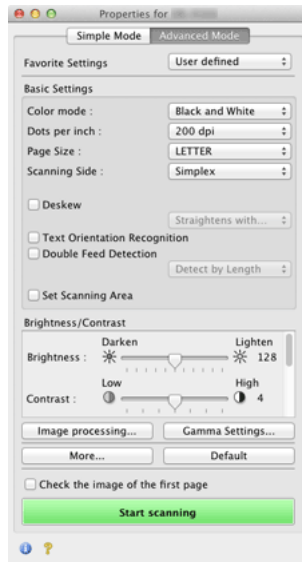 Properties for
Simple Mode Advanced Mode
Favorite Settings User defined
Basic Settings
Color mode : Black and White
Dots per inch : 200 dpi
Page Size : LETTER
Scanning Side : Simplex
Deskew
Straightens with...
Text Orientation Recognition
Double Feed Detection
Detect by Length
Set Scanning Area
Brightness/Contrast
Darken Lighten
Brightness : 128
Low High
Contrast : 4
Image processing... Gamma Settings...
More... Default
Check the image of the first page
Start scanning